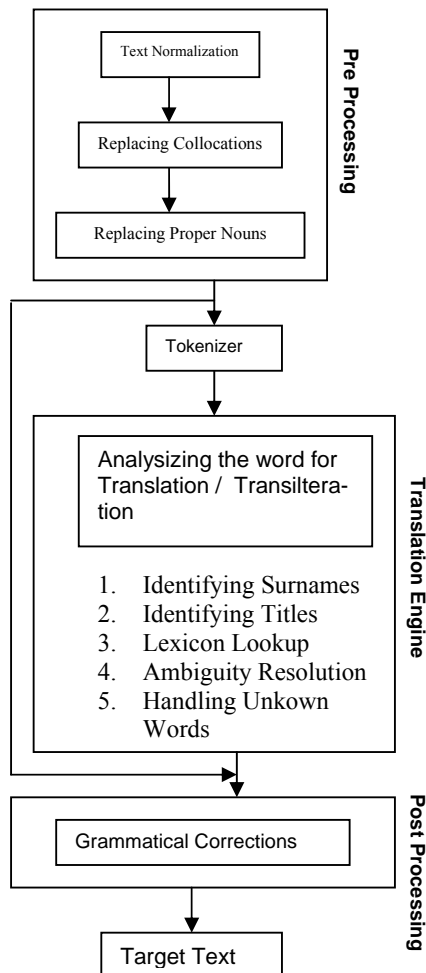 Text Normalization
Replacing Collocations
Replacing Proper Nouns
Pre Processing
Tokenizer
Analysizing the word for
Translation / Transiltera-
tion
1. Identifying Surnames
2. Identifying Titles
3. Lexicon Lookup
4. Ambiguity Resolution
5. Handling Unkown
Words
Translation Engine
Grammatical Corrections
Post Processing
Target Text